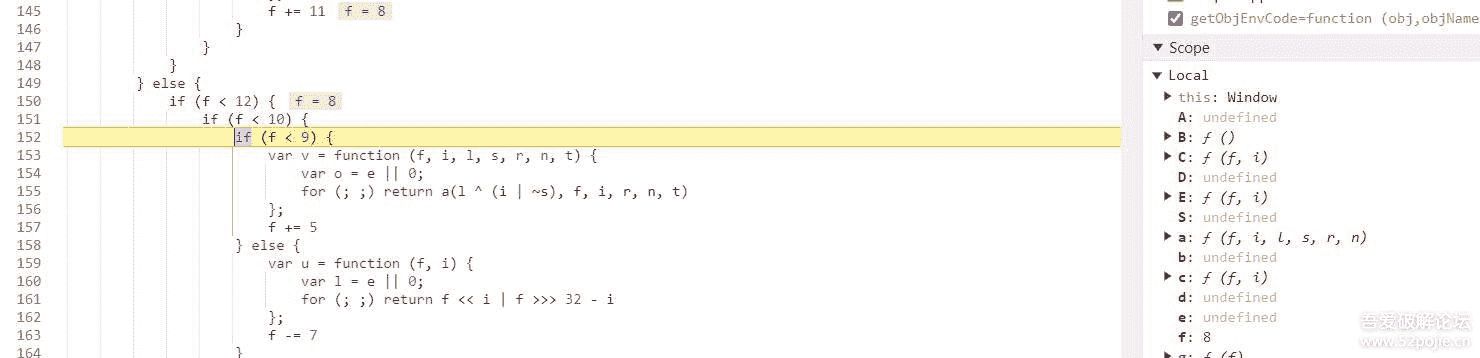 145 f += 11 f = 8
146 }
147 }
148 }
149 } else {
150 if (f < 12) { f = 8
151 if (f < 10) {
152 if (f < 9) {
153 var v = function (f, i, l, s, r, n, t) {
154 var o = e || 0;
155 for (; ;) return a(l ^ (i | ~s), f, i, r, n, t)
156 };
157 f += 5
158 } else {
159 var u = function (f, i) {
160 var l = e || 0;
161 for (; ;) return f << i | f >>> 32 - i
162 };
163 f -= 7
164 }
getObjEnvCode=function (obj,objName
Scope
Local
this: Window
A: undefined
B: f ()
C: f (f, i)
D: undefined
E: f (f, i)
S: undefined
a: f (f, i, l, s, r, n)
b: undefined
c: f (f, i)
d: undefined
e: undefined
f: 8
g: f (f)
吾爱破解论坛
www.52pojie.cn